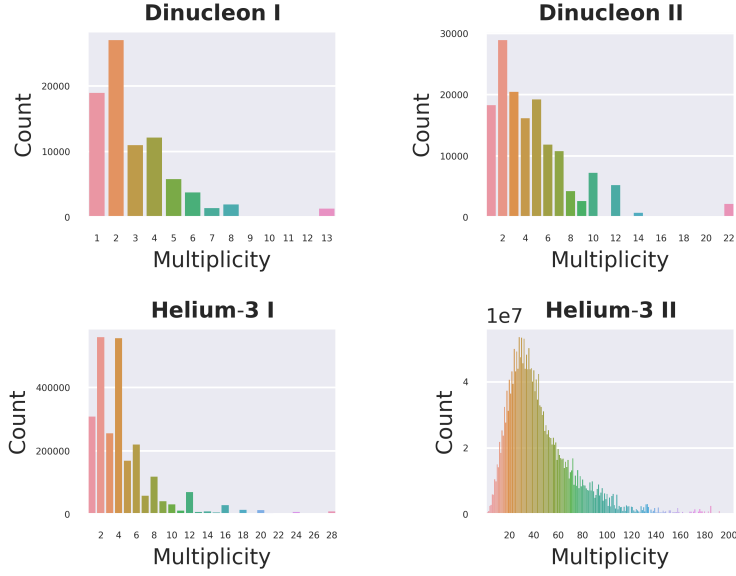 Dinucleon I
Count
20000
10000
0
1 2 3 4 5 6 7 8 9 10 11 12 13
Multiplicity
Dinucleon II
Count
30000
20000
10000
0
2 4 6 8 10 12 14 16 18 20 22
Multiplicity
Helium-3 I
Count
400000
200000
0
2 4 6 8 10 12 14 16 18 20 22 24 26 28
Multiplicity
Helium-3 II
1e7
Count
4
2
0
20 40 60 80 100 120 140 160 180 200
Multiplicity